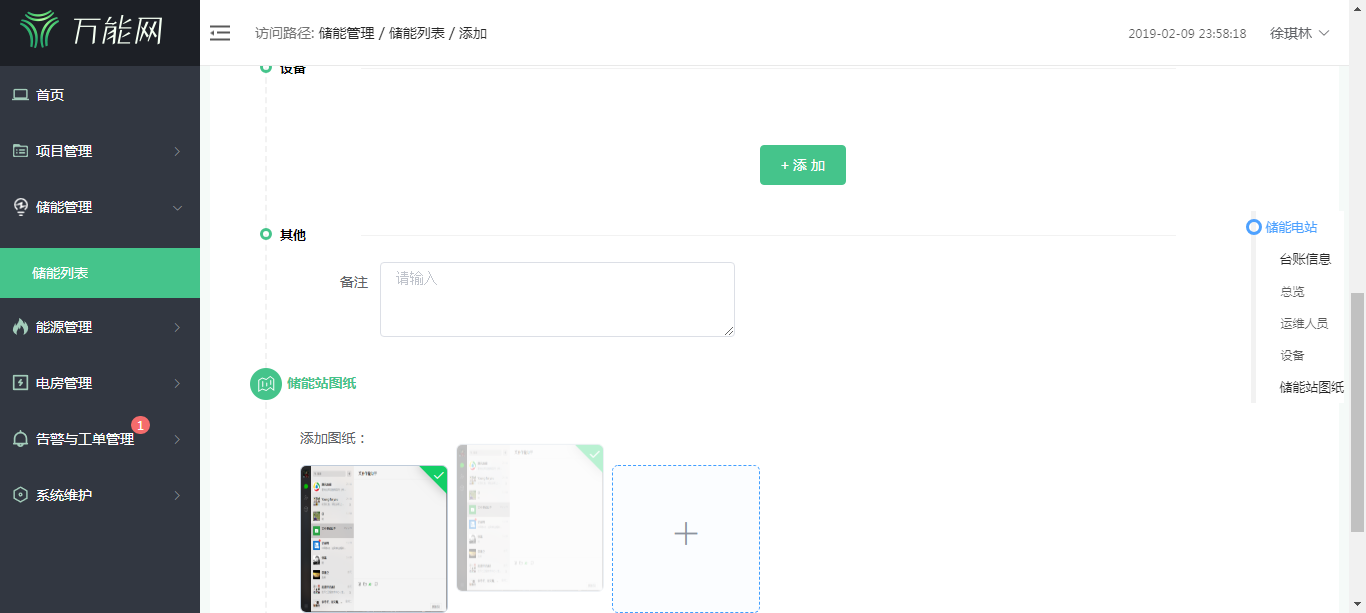 万能网
访问路径: 储能管理 / 储能列表 / 添加
2019-02-09 23:58:18
徐琪林
首页
项目管理
储能管理
储能列表
能源管理
电房管理
告警与工单管理
1
系统维护
设备
+ 添 加
其他
备注
请输入
储能站图纸
添加图纸：
储能电站
台账信息
总览
运维人员
设备
储能站图纸